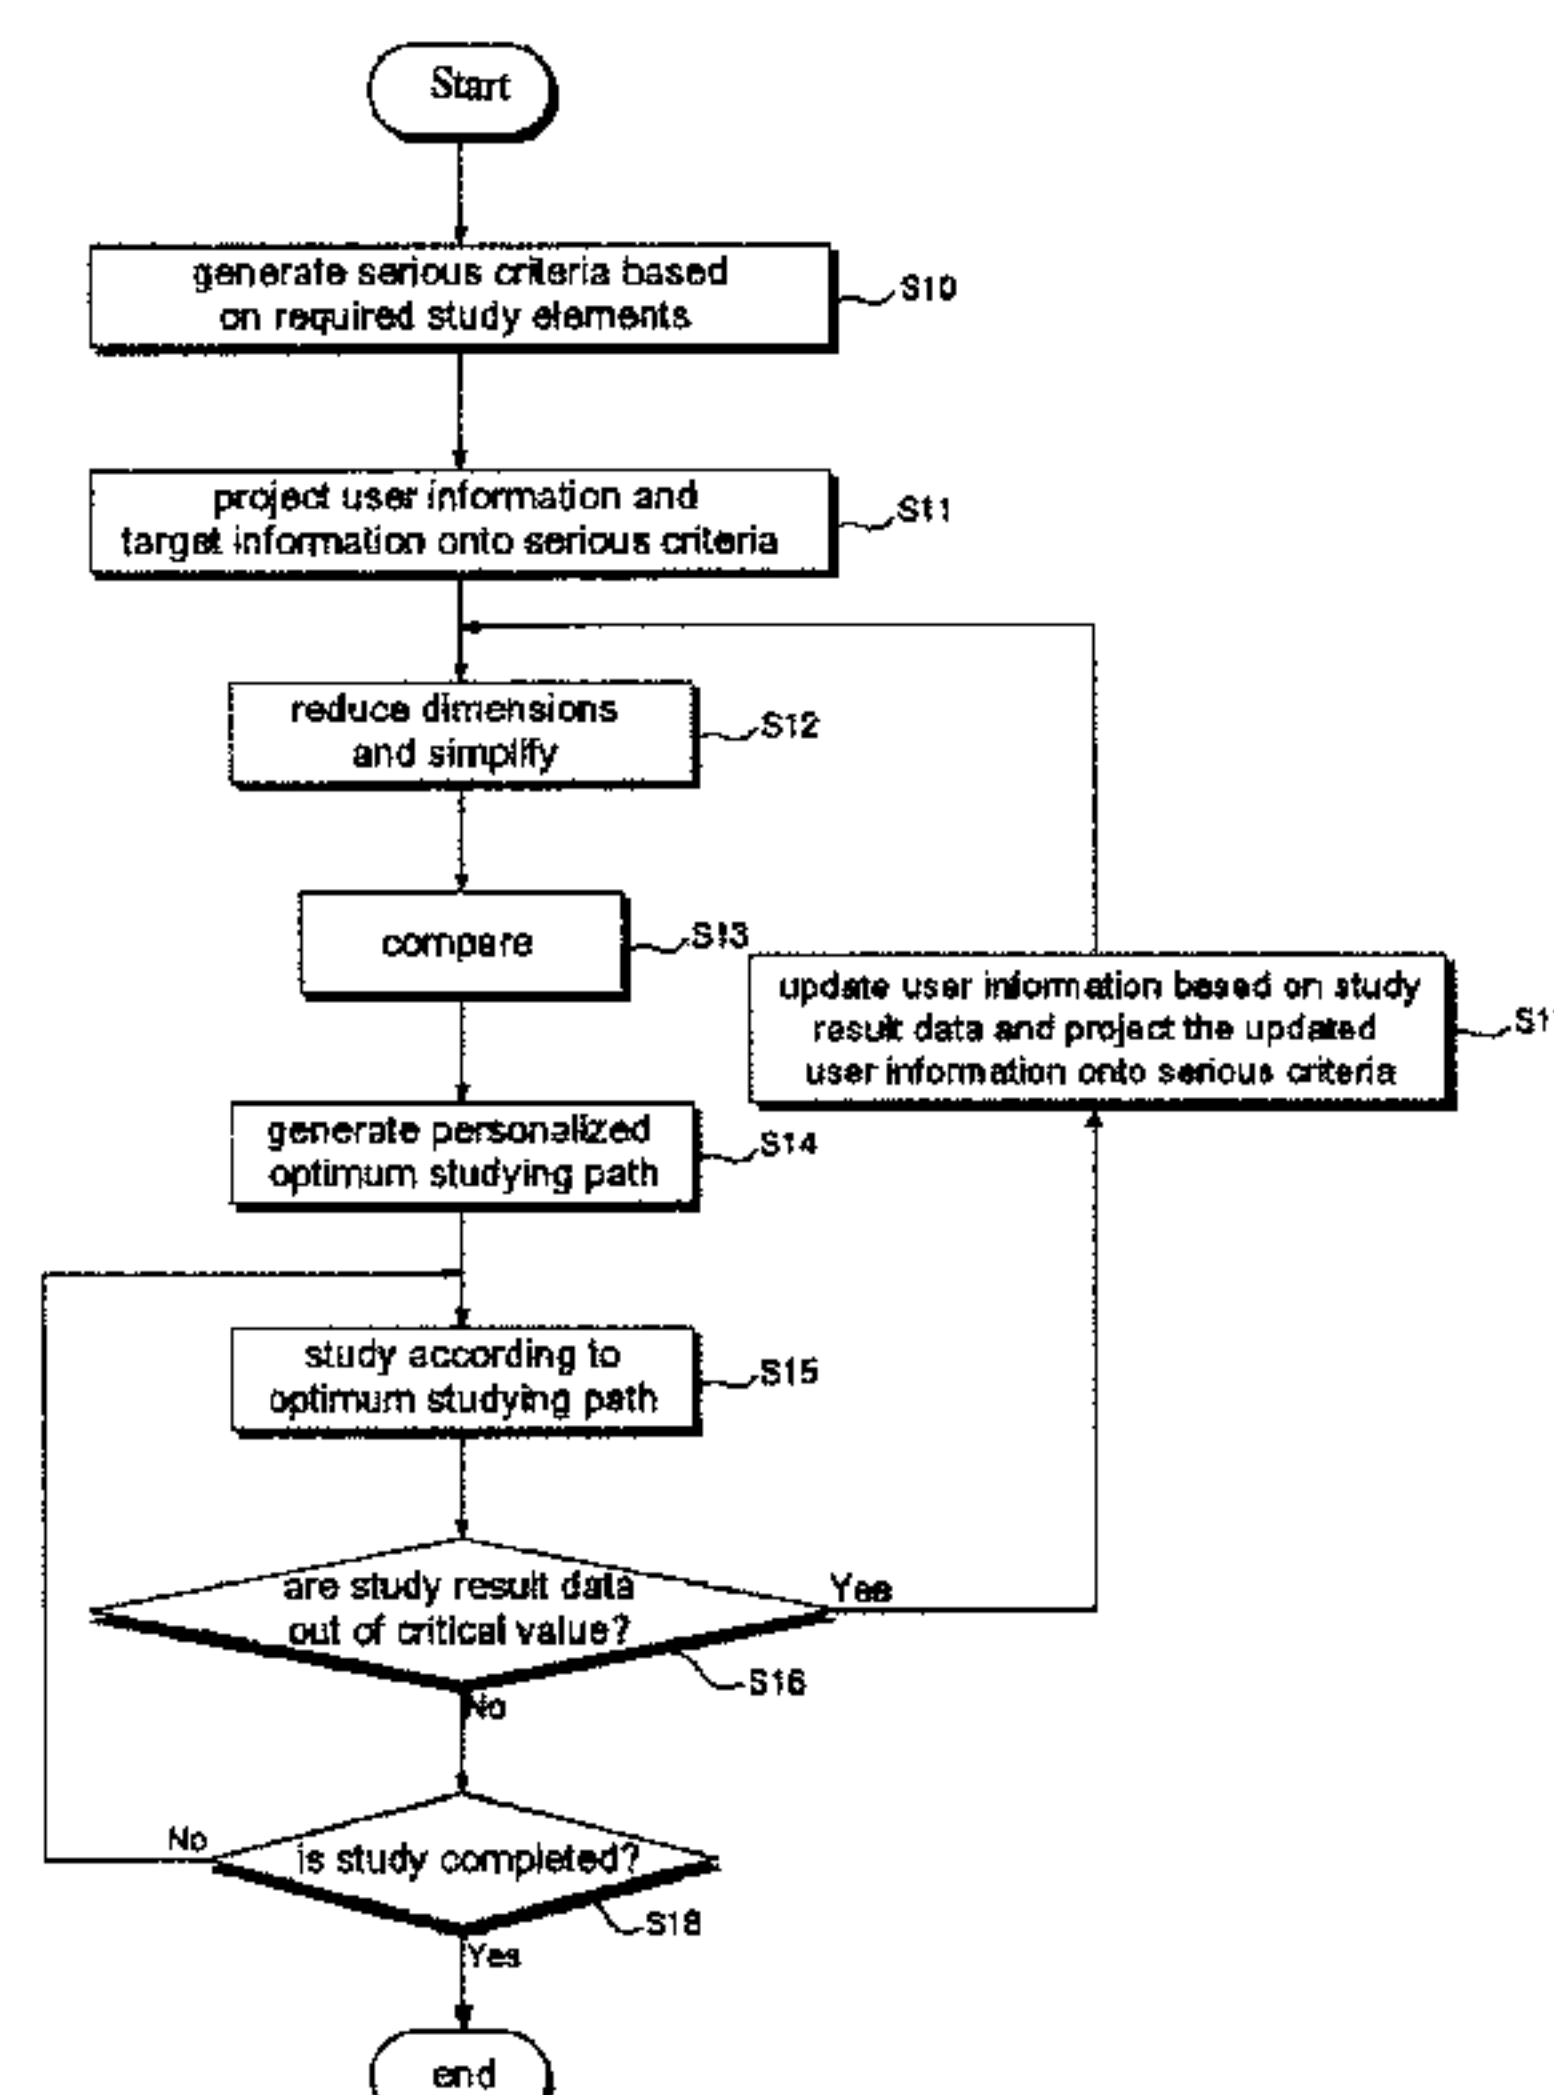 Start
generate serious criteria based
on required study elements
S10
project user information and
target information onto serious criteria
S11
reduce dimensions
and simplify
S12
compare
S13
update user information based on study
result data and project the updated
user information onto serious criteria
generate personalized
optimum studying path
S14
study according to
optimum studying path
S15
are study result data
out of critical value?
Yes
S16
No
No
is study completed?
S18
Yes
end